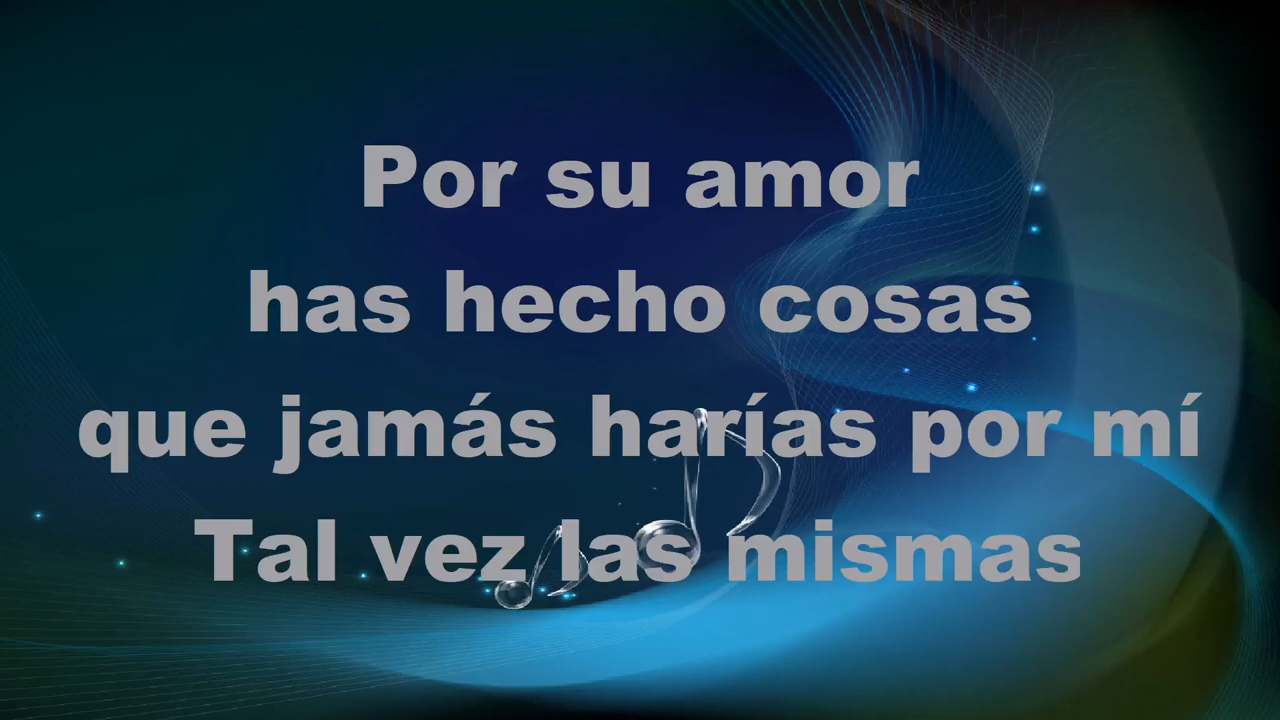 Por su amor
has hecho cosas
que jamás harías por mí
Tal vez las mismas